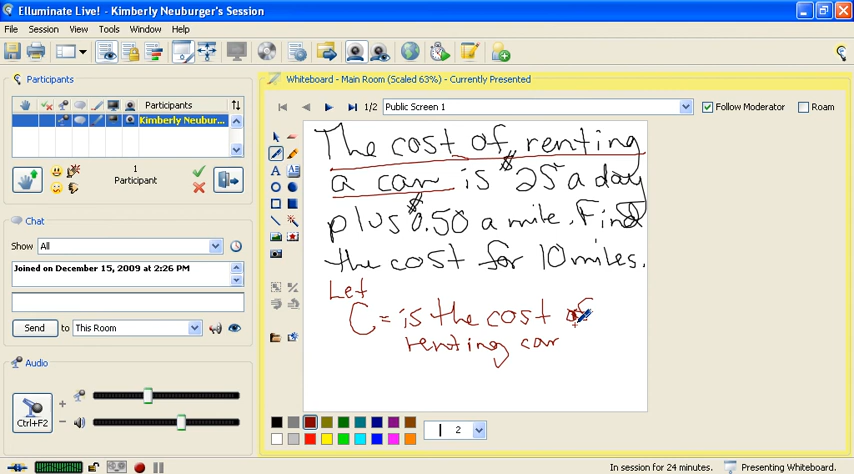 Elluminate Live! - Kimberly Neuburger's Session
File Session View Tools Window Help
Participants
Participants
Kimberly Neubur...
1
Participant
Chat
Show All
Joined on December 15, 2009 at 2:26 PM
Send to This Room
Audio
Ctrl+F2
Whiteboard - Main Room (Scaled 63%) - Currently Presented
1/2 Public Screen 1 Follow Moderator Roam
The cost of renting
a car is $25 a day
plus $0.50 a mile. Find
the cost for 10 miles.
Let
C = is the cost of
renting car
2
In session for 24 minutes. Presenting Whiteboard.